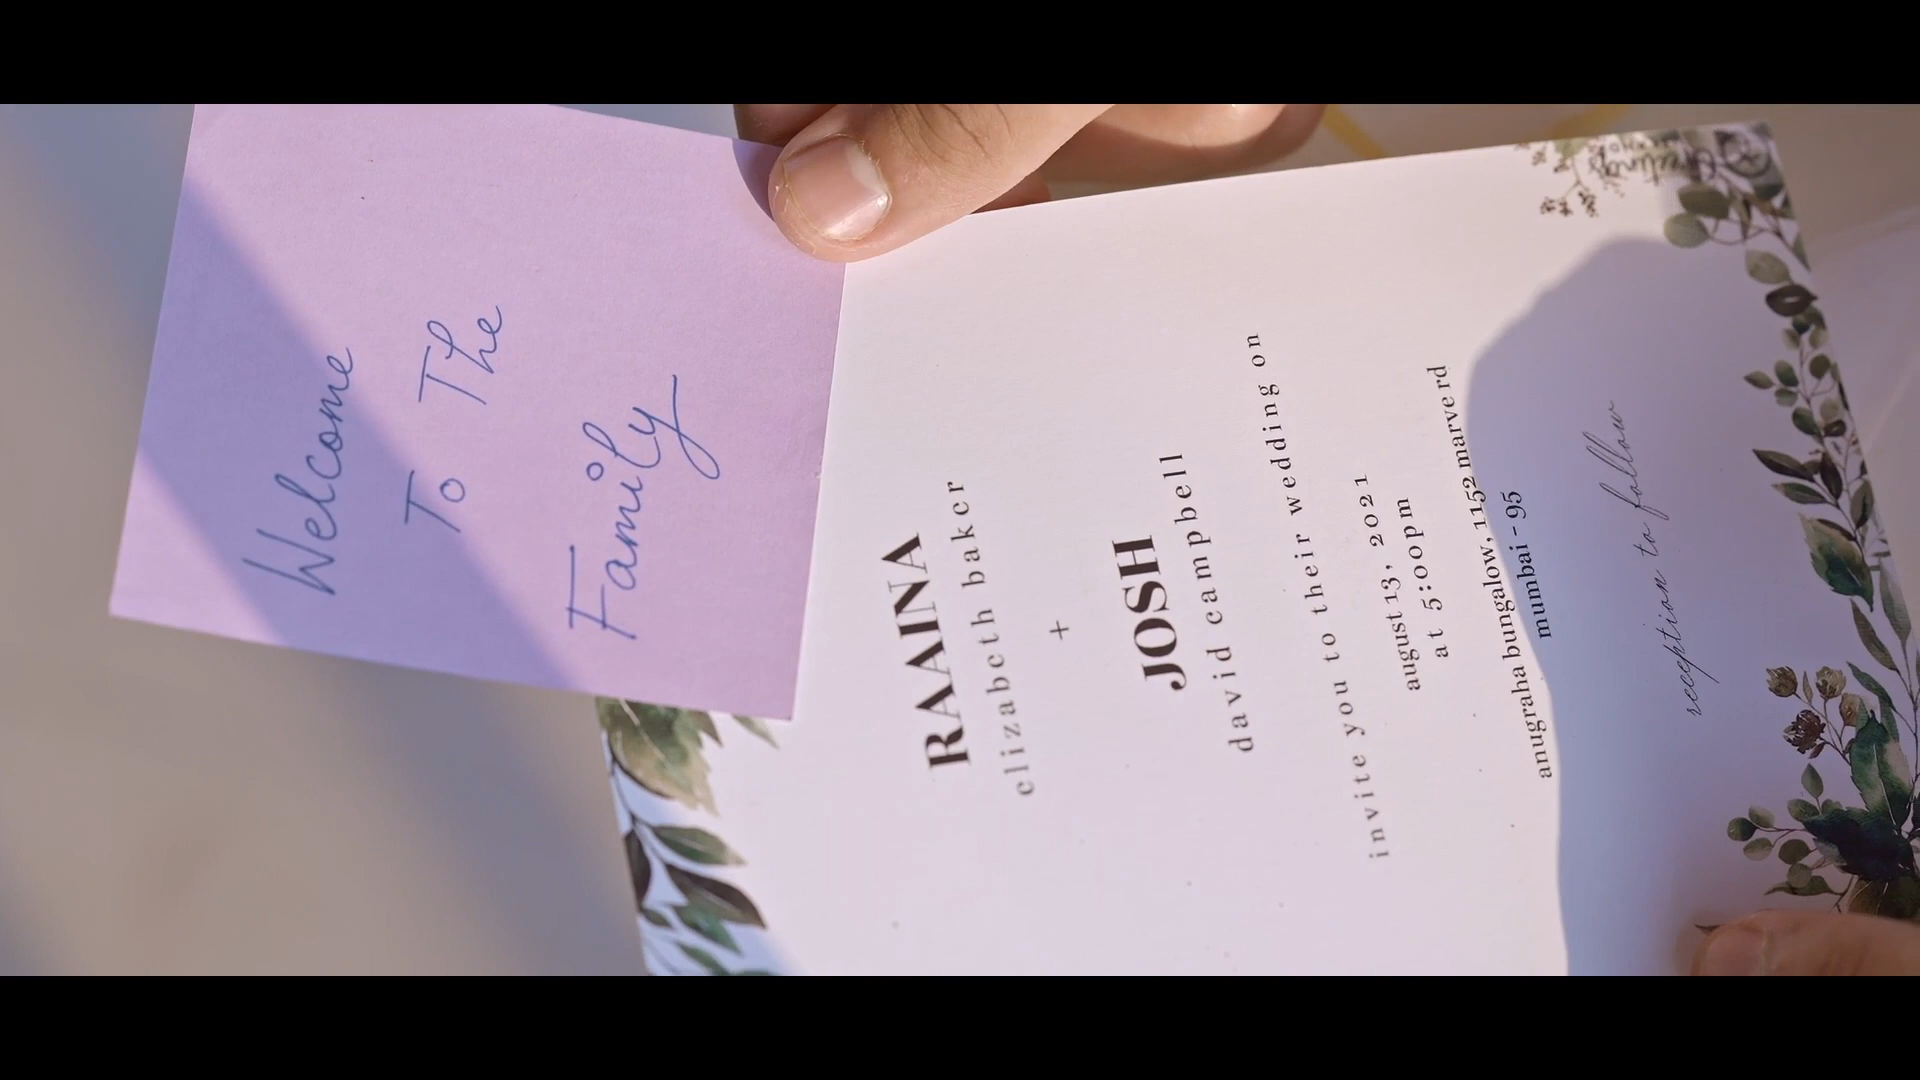 Welcome
To The
Family
RAAINA
elizabeth baker
+
JOSH
david campbell
invite you to their wedding on
august 13, 2021
at 5:00pm
anugraha bungalow, 1152 marve rd
mumbai - 95
reception to follow
Greetings